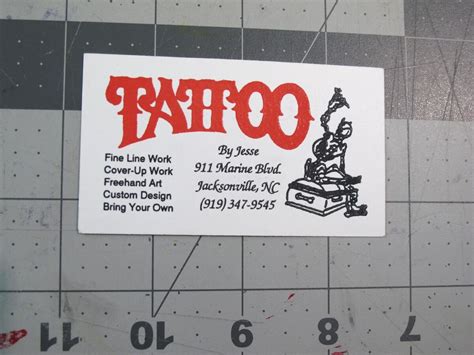 TATTOO
By Jesse
911 Marine Blvd.
Jacksonville, NC
(919) 347-9545
Fine Line Work
Cover-Up Work
Freehand Art
Custom Design
Bring Your Own
11 10 9 8 7